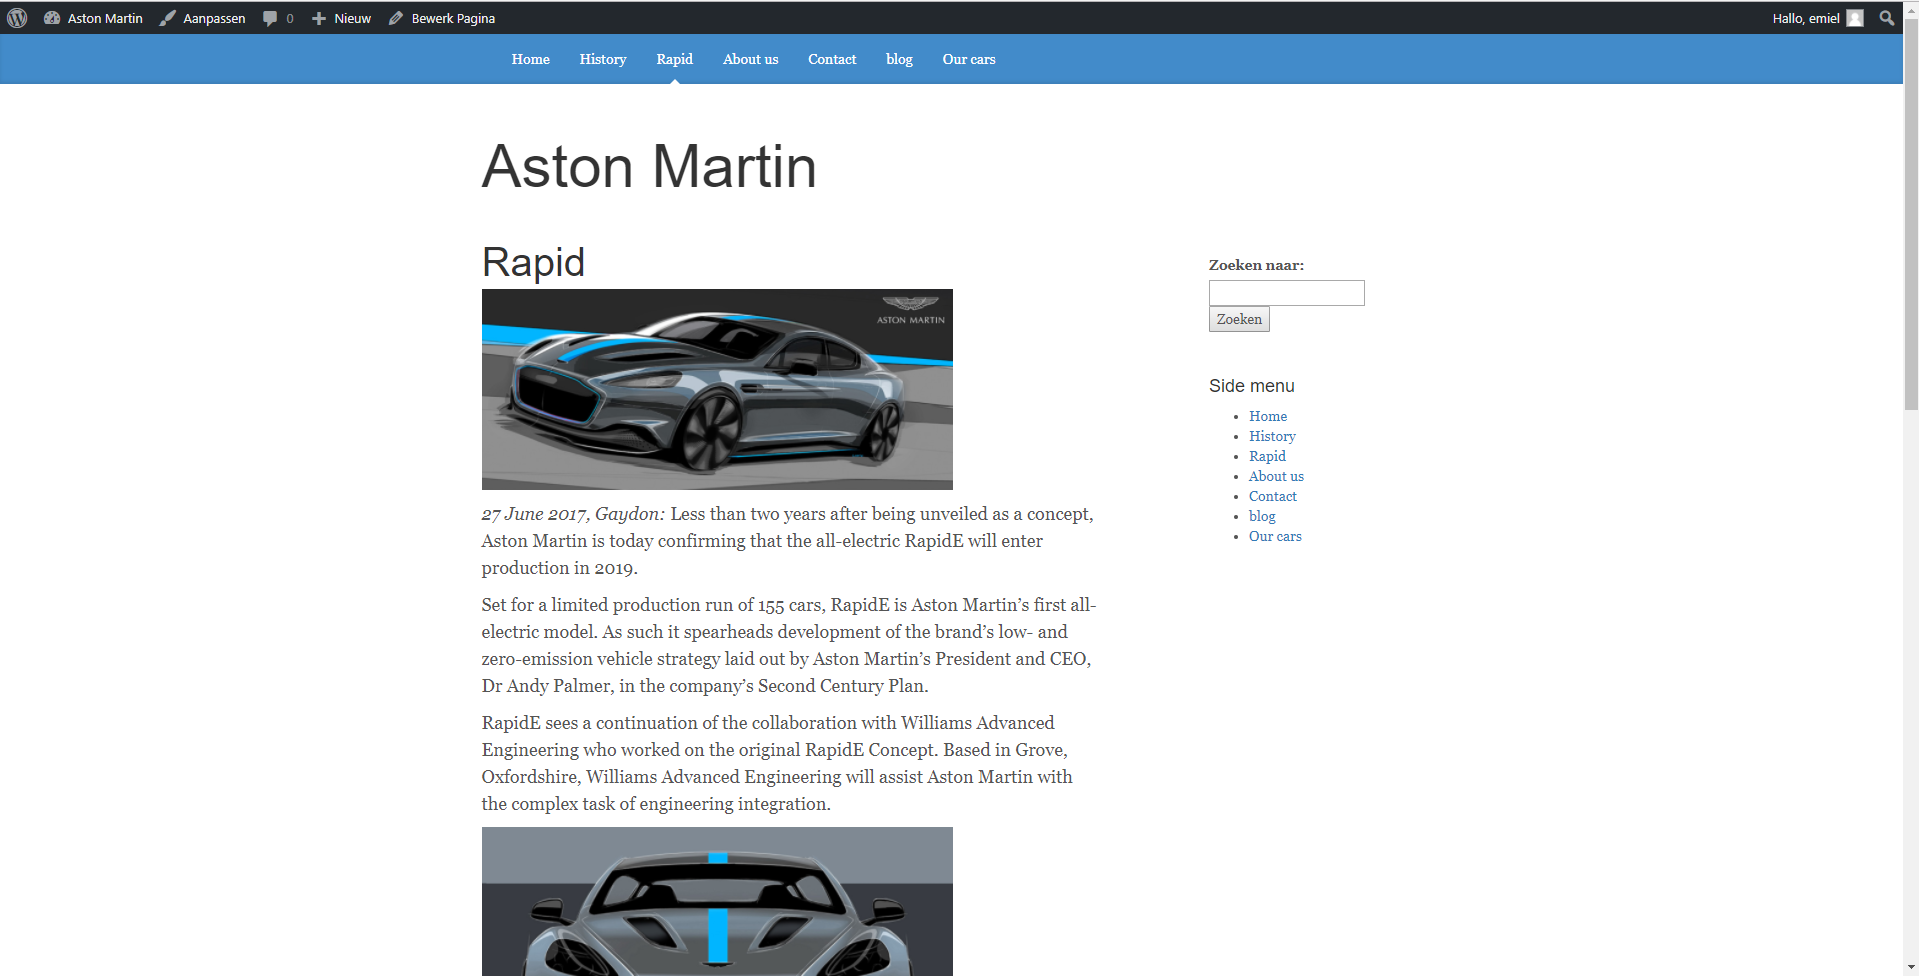 Aston Martin Aanpassen 0 Nieuw Bewerk Pagina Hallo, emiel
Home History Rapid About us Contact blog Our cars
Aston Martin
Rapid
ASTON MARTIN
27 June 2017, Gaydon: Less than two years after being unveiled as a concept,
Aston Martin is today confirming that the all-electric RapidE will enter
production in 2019.
Set for a limited production run of 155 cars, RapidE is Aston Martin’s first all-
electric model. As such it spearheads development of the brand’s low- and
zero-emission vehicle strategy laid out by Aston Martin’s President and CEO,
Dr Andy Palmer, in the company’s Second Century Plan.
RapidE sees a continuation of the collaboration with Williams Advanced
Engineering who worked on the original RapidE Concept. Based in Grove,
Oxfordshire, Williams Advanced Engineering will assist Aston Martin with
the complex task of engineering integration.
Zoeken naar:
Zoeken
Side menu
Home
History
Rapid
About us
Contact
blog
Our cars